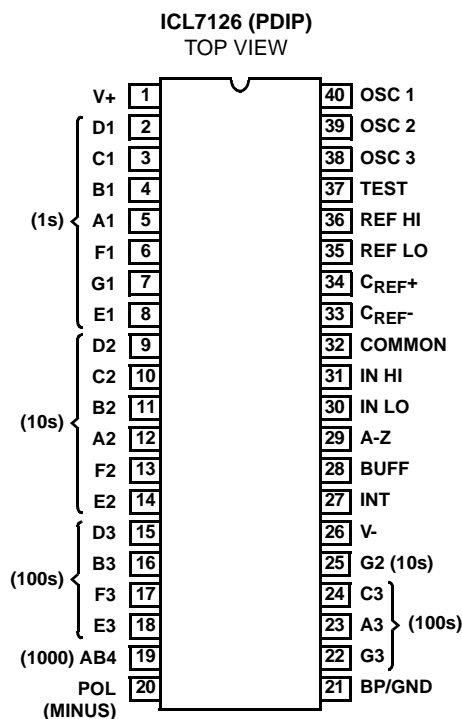 ICL7126 (PDIP)
TOP VIEW
V+ 1 40 OSC 1
D1 2 39 OSC 2
C1 3 38 OSC 3
B1 4 37 TEST
(1s) A1 5 36 REF HI
F1 6 35 REF LO
G1 7 34 CREF+
E1 8 33 CREF-
D2 9 32 COMMON
C2 10 31 IN HI
B2 11 30 IN LO
(10s) A2 12 29 A-Z
F2 13 28 BUFF
E2 14 27 INT
D3 15 26 V-
B3 16 25 G2 (10s)
(100s) F3 17 24 C3
E3 18 23 A3 (100s)
(1000) AB4 19 22 G3
POL 20 21 BP/GND
(MINUS)